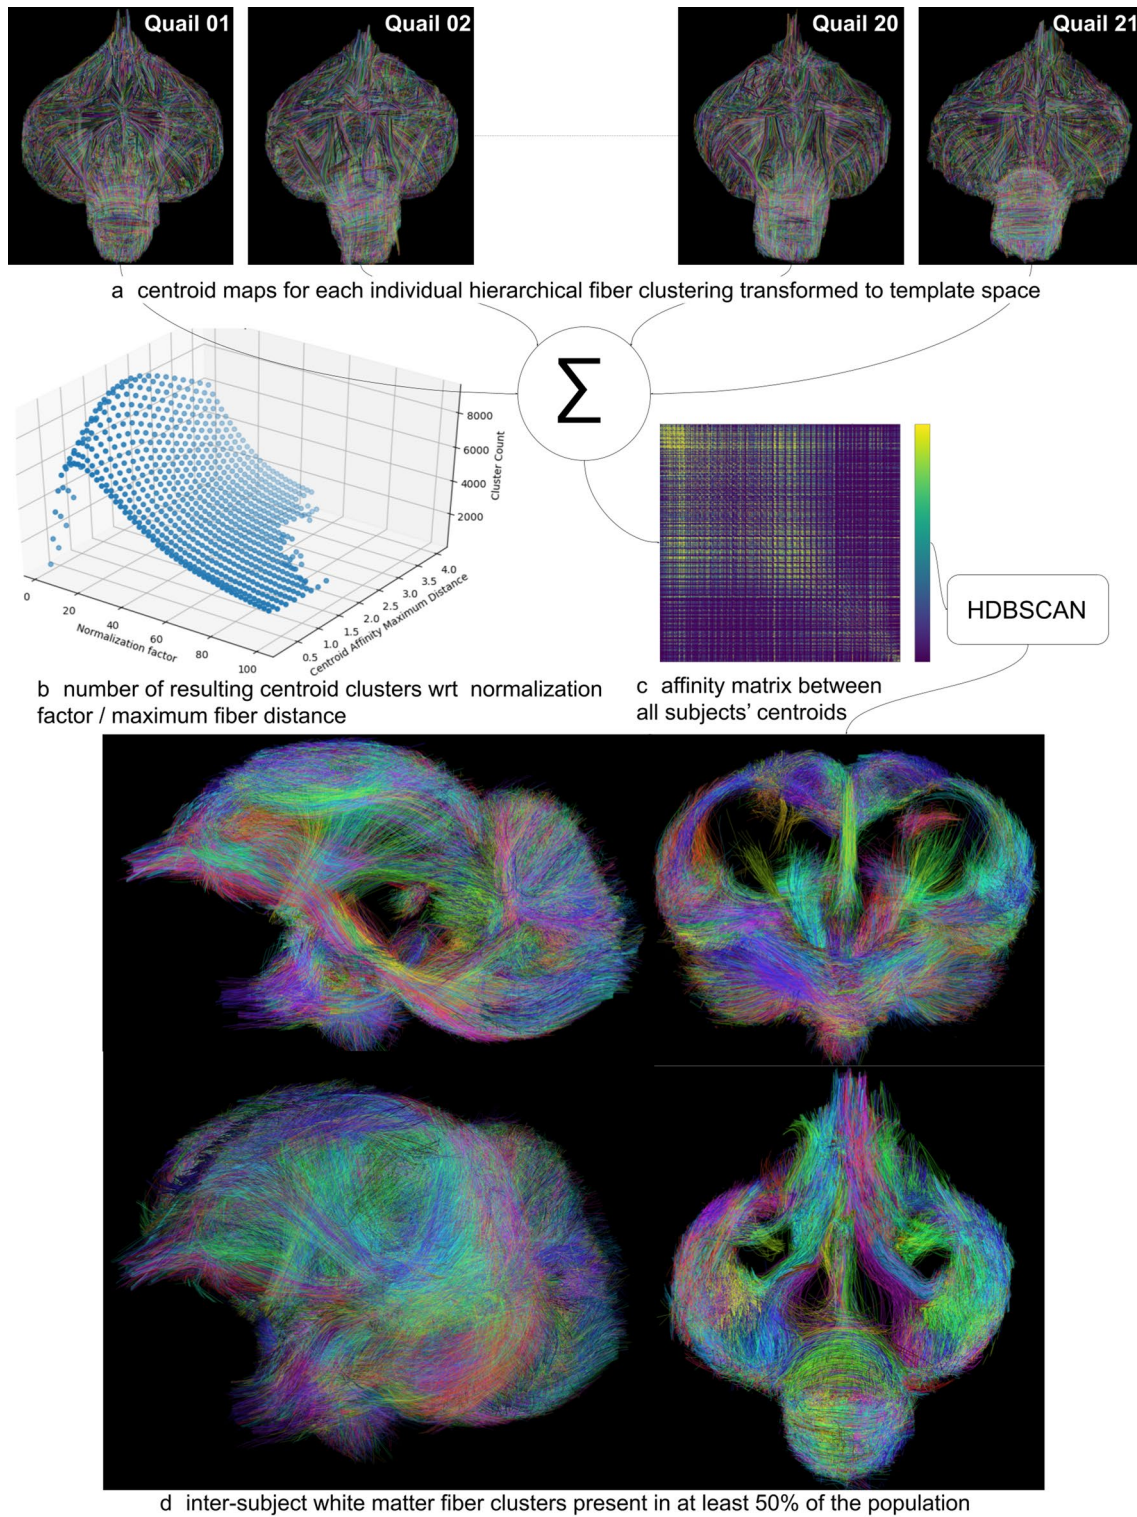 Quail 01
Quail 02
Quail 20
Quail 21
a centroid maps for each individual hierarchical fiber clustering transformed to template space
∑
8000
6000
4000
2000
Cluster Count
0
20
40
60
80
100
Normalization factor
0.5
1.0
1.5
2.0
2.5
3.0
3.5
4.0
Centroid Affinity Maximum Distance
b number of resulting centroid clusters wrt normalization
factor / maximum fiber distance
c affinity matrix between
all subjects' centroids
HDBSCAN
d inter-subject white matter fiber clusters present in at least 50% of the population